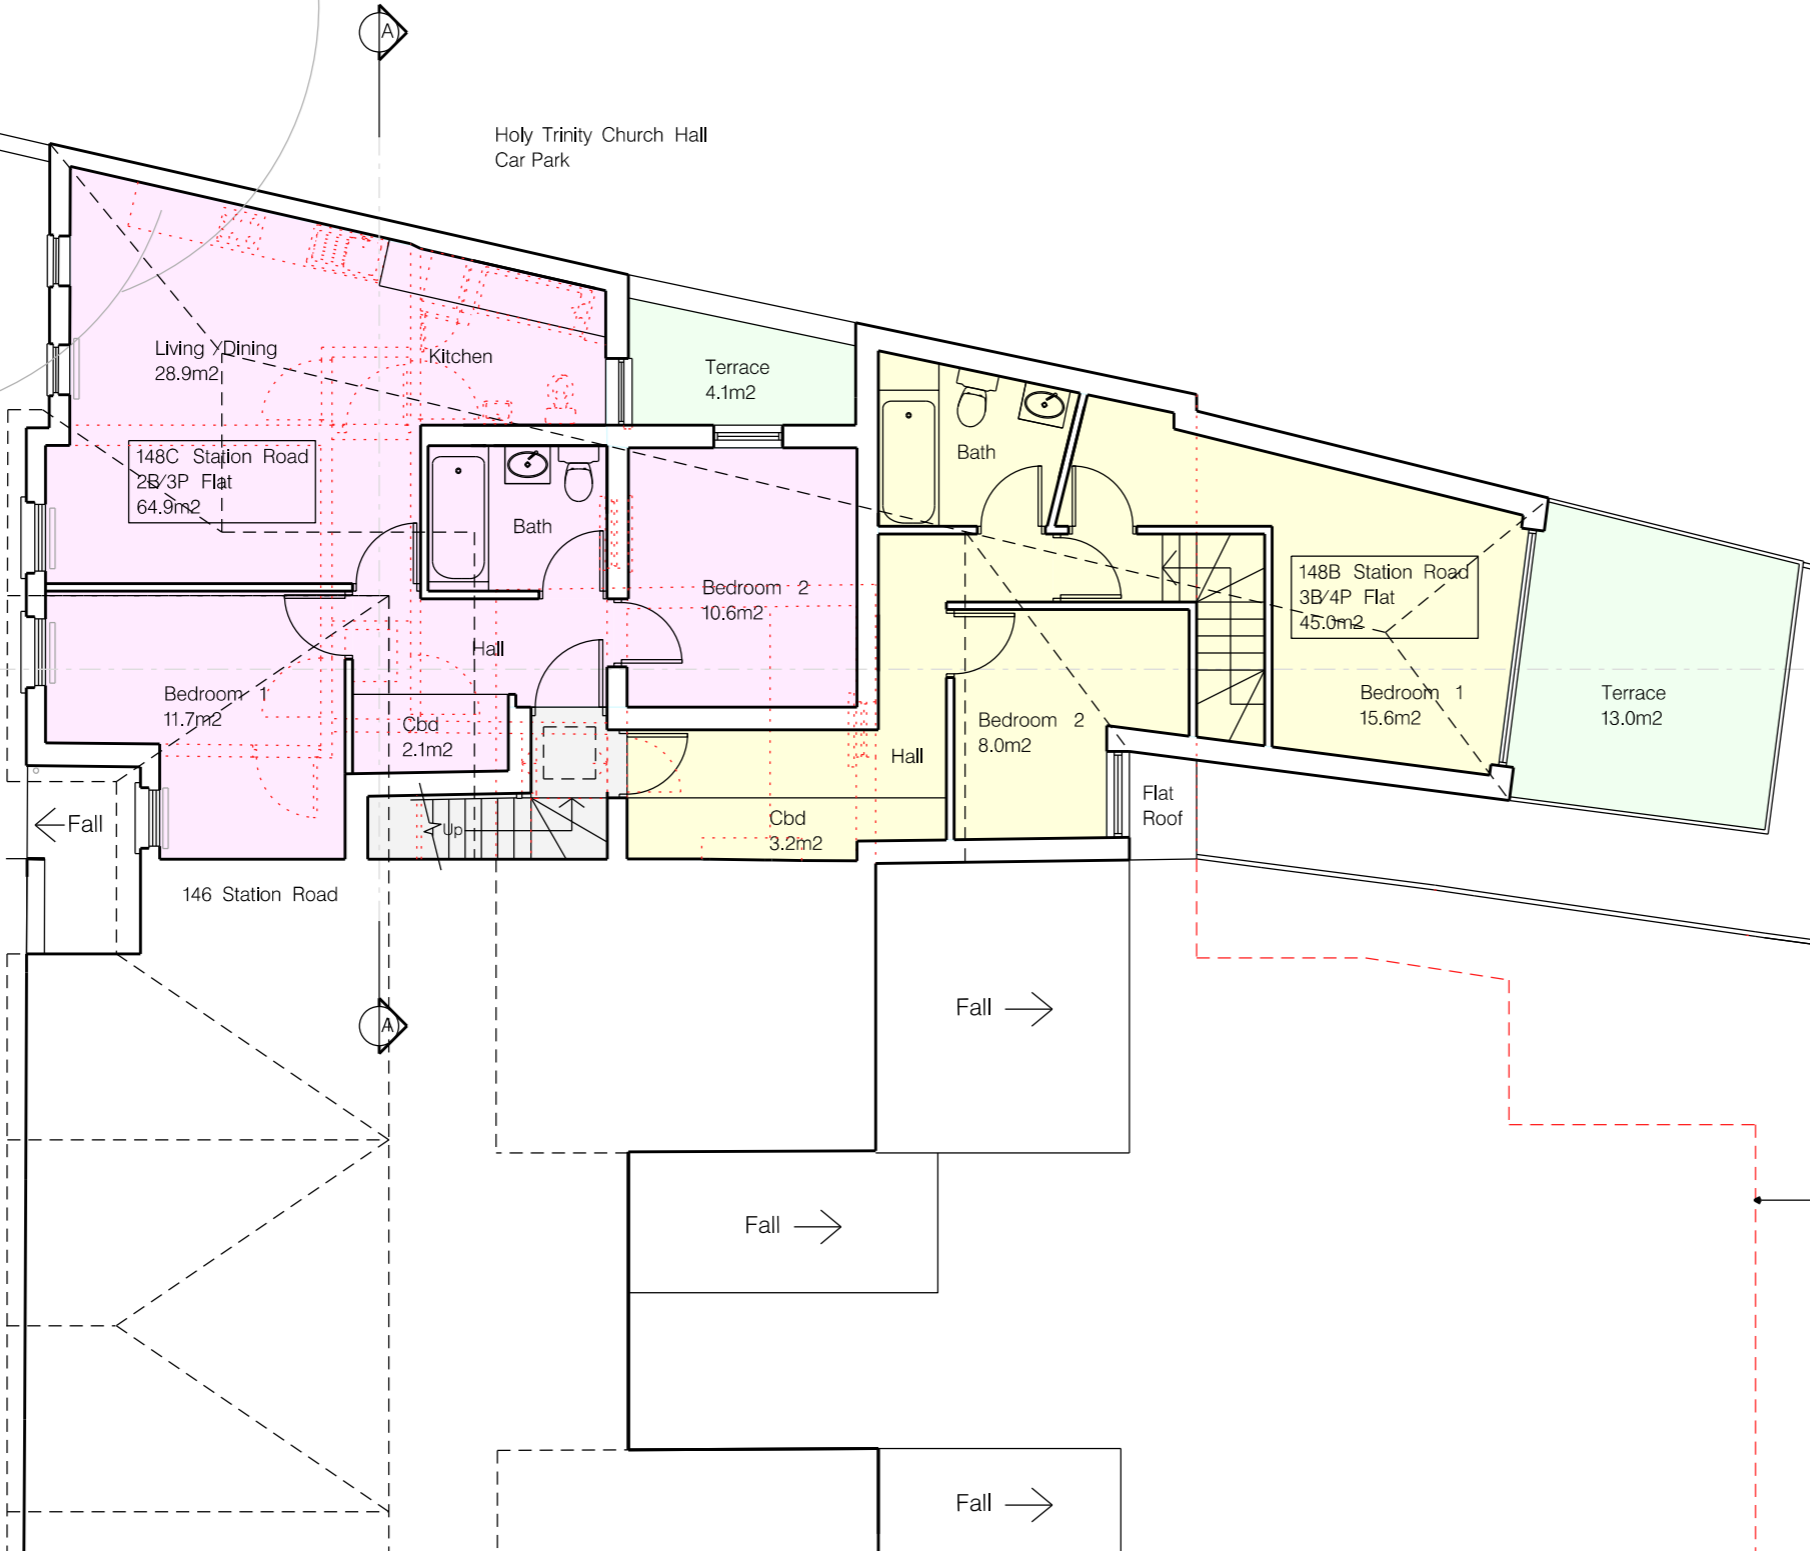 A
Holy Trinity Church Hall
Car Park
Living / Dining
28.9m2
Kitchen
Terrace
4.1m2
148C Station Road
2B/3P Flat
64.9m2
Bath
Bath
Bedroom 2
10.6m2
148B Station Road
3B/4P Flat
45.0m2
Hall
Bedroom 1
11.7m2
Cbd
2.1m2
Bedroom 2
8.0m2
Hall
Bedroom 1
15.6m2
Terrace
13.0m2
Flat
Roof
Fall
Up
Cbd
3.2m2
146 Station Road
Fall
A
Fall
Fall